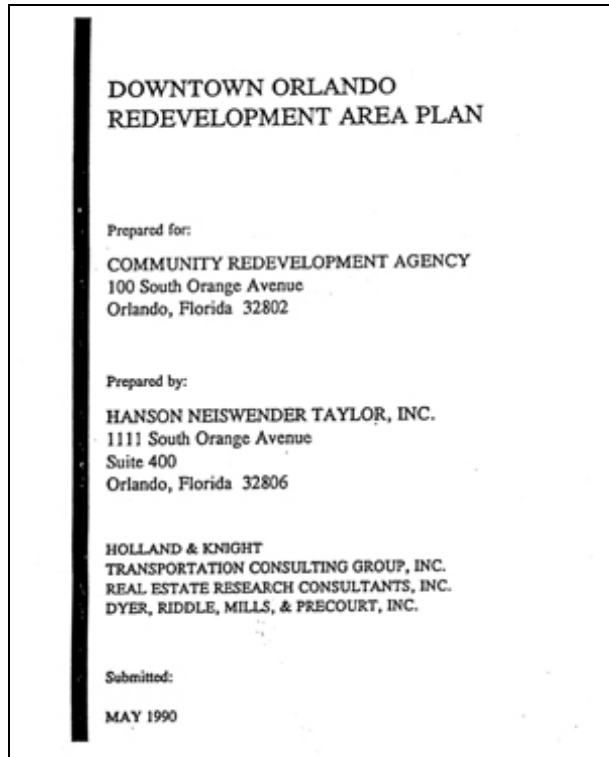 DOWNTOWN ORLANDO
REDEVELOPMENT AREA PLAN
Prepared for:
COMMUNITY REDEVELOPMENT AGENCY
100 South Orange Avenue
Orlando, Florida 32802
Prepared by:
HANSON NEISWENDER TAYLOR, INC.
1111 South Orange Avenue
Suite 400
Orlando, Florida 32806
HOLLAND & KNIGHT
TRANSPORTATION CONSULTING GROUP, INC.
REAL ESTATE RESEARCH CONSULTANTS, INC.
DYER, RIDDLE, MILLS, & PRECOURT, INC.
Submitted:
MAY 1990